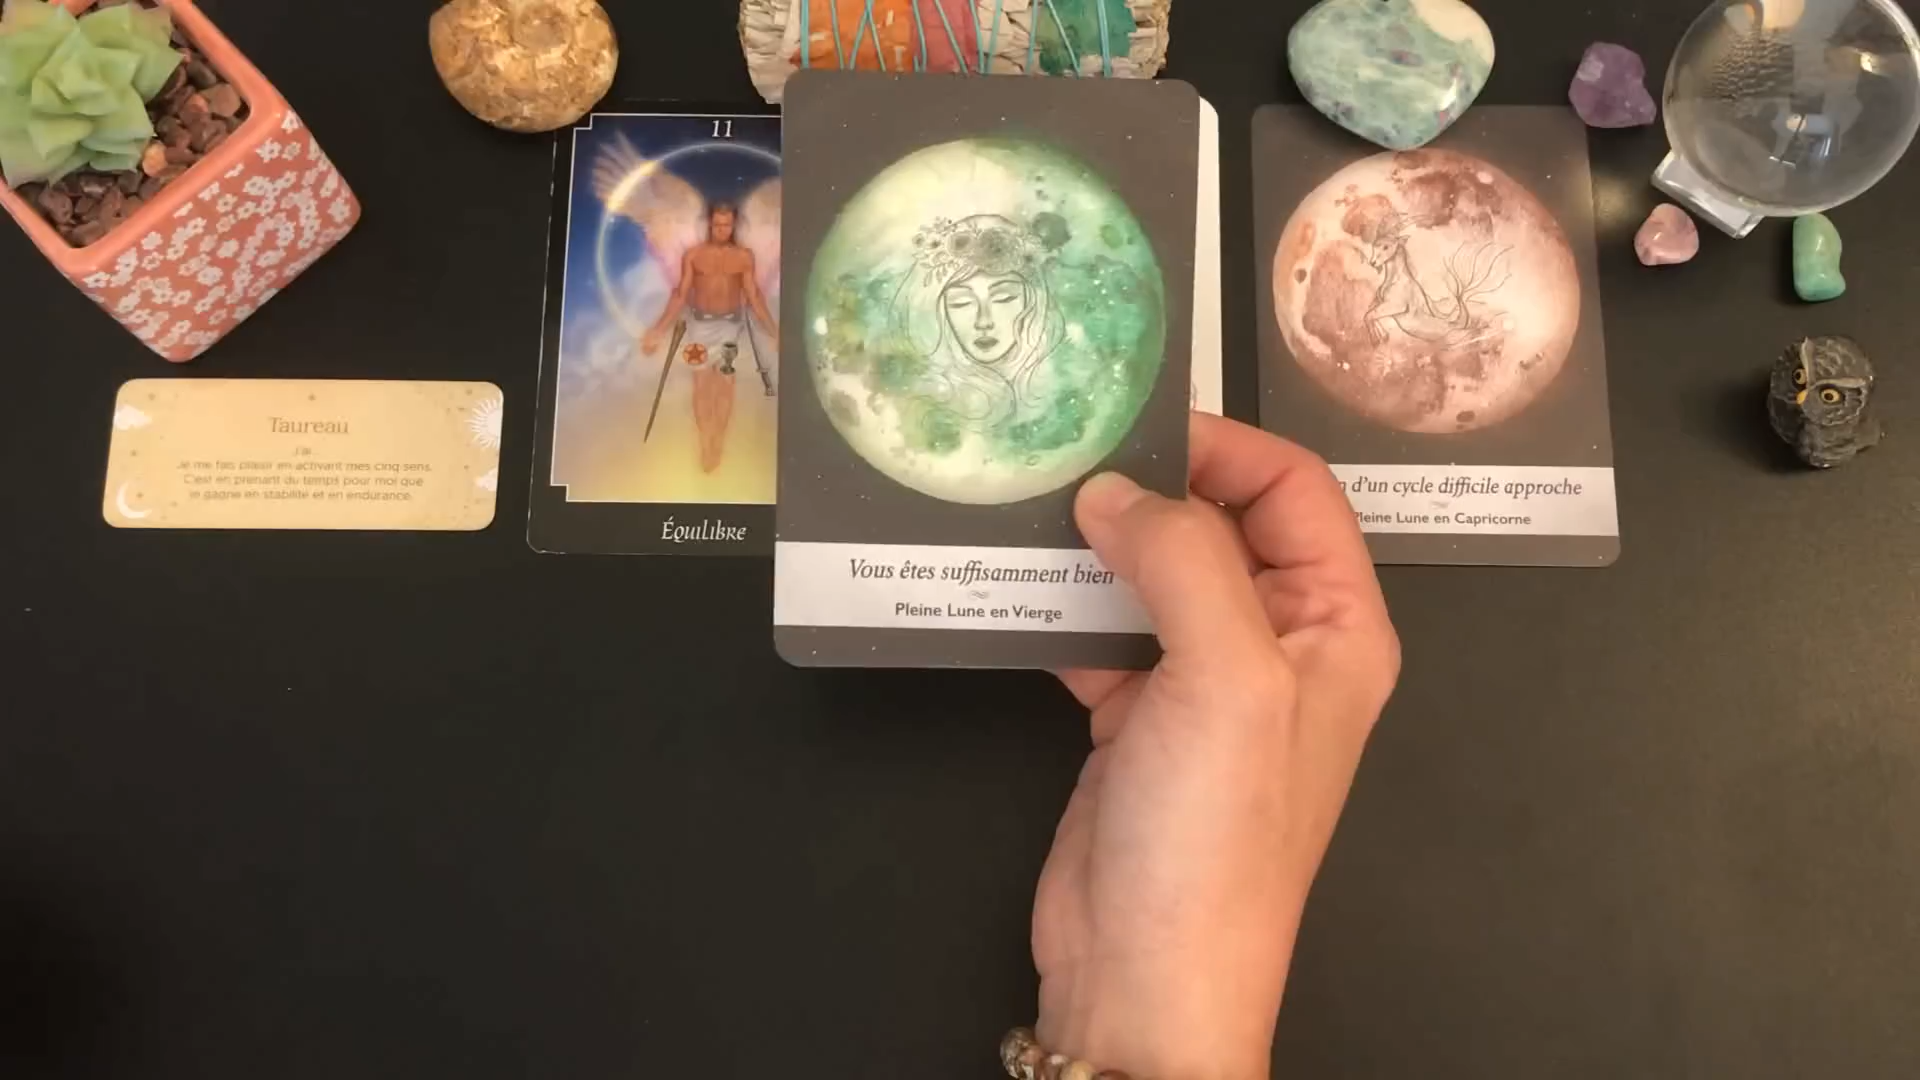 Taureau
J'ai...
Je me fais plaisir en activant mes cinq sens.
C'est en prenant du temps pour moi que
je gagne en stabilité et en endurance.
11
Équilibre
Vous êtes suffisamment bien
Pleine Lune en Vierge
d'un cycle difficile approche
Pleine Lune en Capricorne